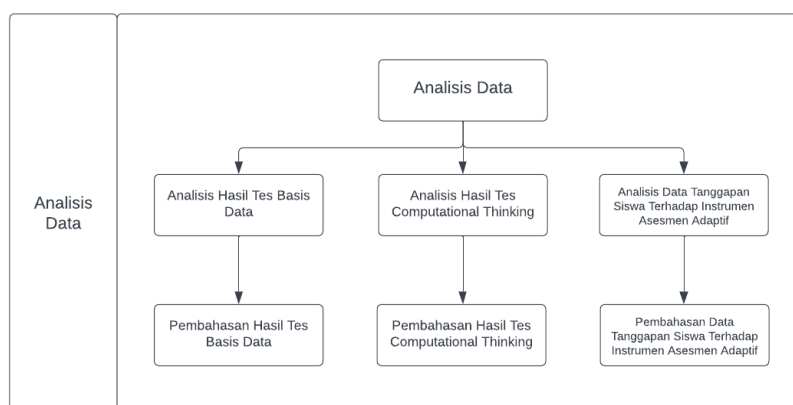 Analisis
Data
Analisis Data
Analisis Hasil Tes Basis
Data
Analisis Hasil Tes
Computational Thinking
Analisis Data Tanggapan
Siswa Terhadap Instrumen
Asesmen Adaptif
Pembahasan Hasil Tes
Basis Data
Pembahasan Hasil Tes
Computational Thinking
Pembahasan Data
Tanggapan Siswa Terhadap
Instrumen Asesmen Adaptif